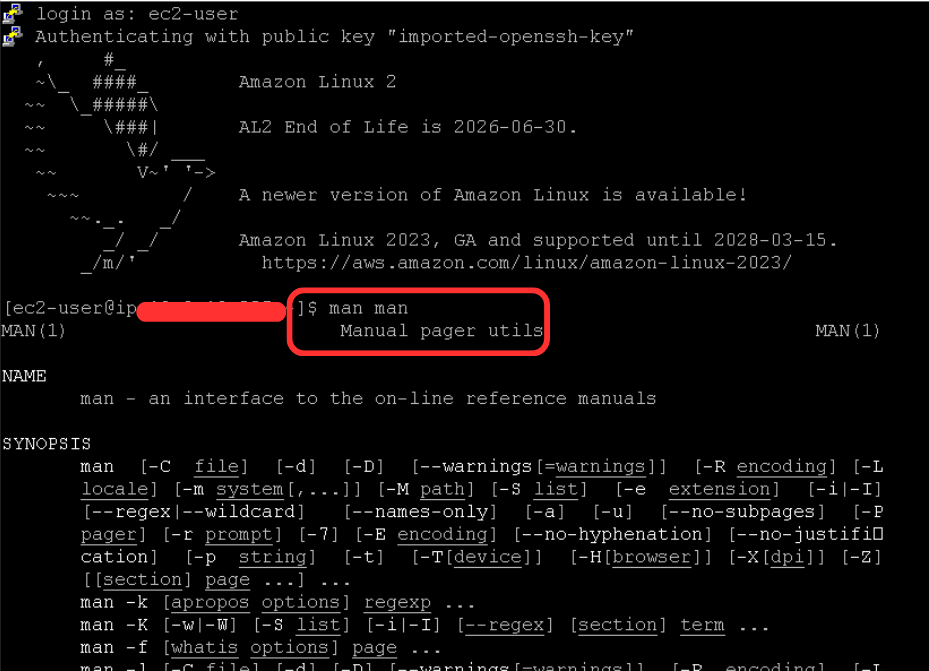 login as: ec2-user
Authenticating with public key "imported-openssh-key"
   ,     #_
   ~\_  ####_        Amazon Linux 2
  ~~  \_#####\
  ~~     \###|       AL2 End of Life is 2026-06-30.
  ~~       \#/ ___
   ~~       V~' '->
    ~~~         /    A newer version of Amazon Linux is available!
      ~~._.   _/
         _/ _/       Amazon Linux 2023, GA and supported until 2028-03-15.
       _/m/'           https://aws.amazon.com/linux/amazon-linux-2023/
[ec2-user@ip ]$ man man
MAN(1) Manual pager utils MAN(1)
NAME
man - an interface to the on-line reference manuals
SYNOPSIS
man [-C file] [-d] [-D] [--warnings[=warnings]] [-R encoding] [-L
locale] [-m system[,...]] [-M path] [-S list] [-e extension] [-i|-I]
[--regex|--wildcard] [--names-only] [-a] [-u] [--no-subpages] [-P
pager] [-r prompt] [-7] [-E encoding] [--no-hyphenation] [--no-justifi▯
cation] [-p string] [-t] [-T[device]] [-H[browser]] [-X[dpi]] [-Z]
[[section] page ...] ...
man -k [apropos options] regexp ...
man -K [-w|-W] [-S list] [-i|-I] [--regex] [section] term ...
man -f [whatis options] page ...
man -l [-C file] [-d] [-D] [--warnings[=warnings]] [-R encoding] [-L